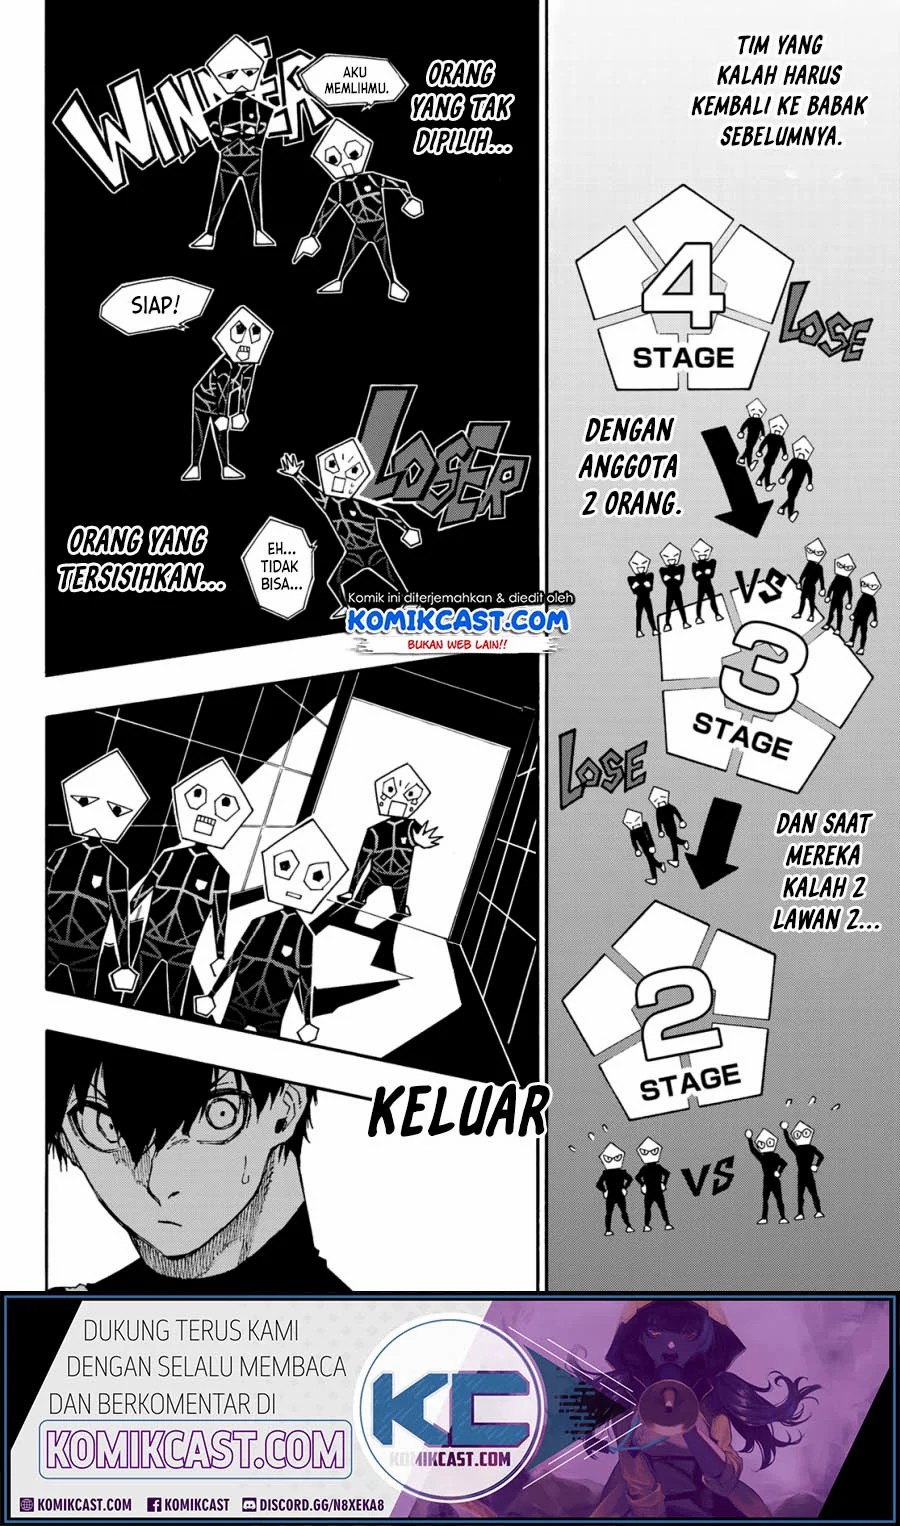 TIM YANG
KALAH HARUS
KEMBALI KE BABAK
SEBELUMNYA.
4
STAGE
LOSE
DENGAN
ANGGOTA
2 ORANG.
VS
3
STAGE
LOSE
DAN SAAT
MEREKA
KALAH 2
LAWAN 2...
2
STAGE
VS
WINNER
AKU
MEMLIHMU.
ORANG
YANG TAK
DIPILIH...
SIAP!
LOSER
ORANG YANG
TERSISIHKAN...
EH...
TIDAK
BISA...
Komik ini diterjemahkan & diedit oleh
KOMIKCAST.COM
BUKAN WEB LAIN!!
KELUAR
DUKUNG TERUS KAMI
DENGAN SELALU MEMBACA
DAN BERKOMENTAR DI
KOMIKCAST.COM
KC
KOMIKCAST.COM
KOMIKCAST.COM
KOMIKCAST
DISCORD.GG/N8XEKA8